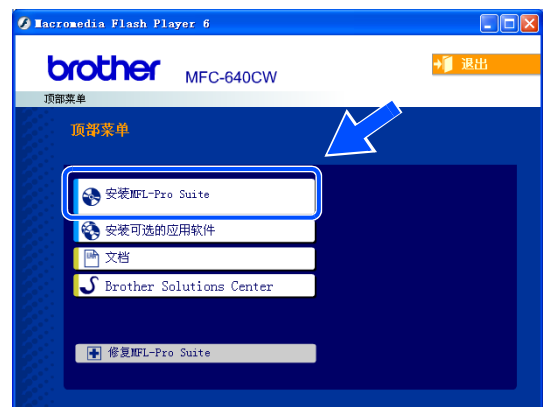 Macromedia Flash Player 6
brother MFC-640CW
退出
顶部菜单
顶部菜单
安装MFL-Pro Suite
安装可选的应用软件
文档
Brother Solutions Center
修复MFL-Pro Suite